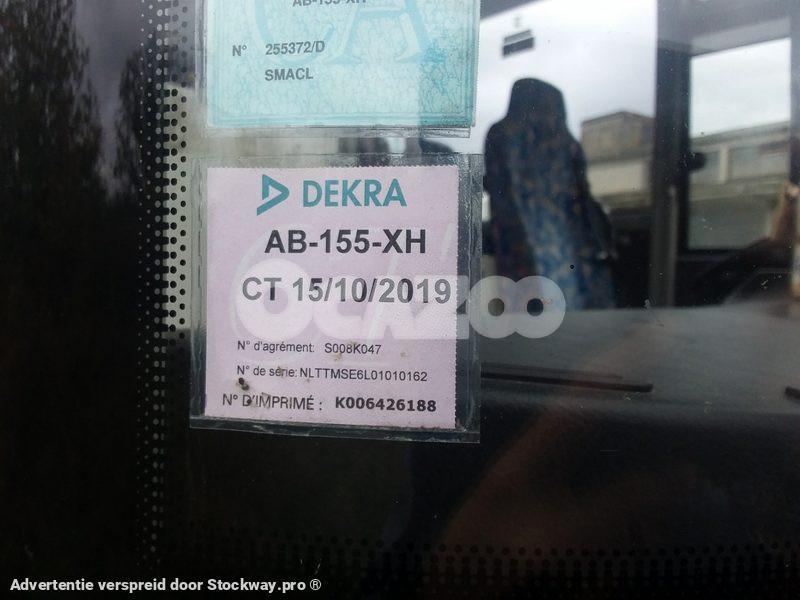 AB-155-XH
N° 255372/D
SMACL
DEKRA
AB-155-XH
CT 15/10/2019
OCAZOO
N° d'agrément: S008K047
N° de série: NLTTMSE6L01010162
N° D'IMPRIMÉ : K006426188
Advertentie verspreid door Stockway.pro ®